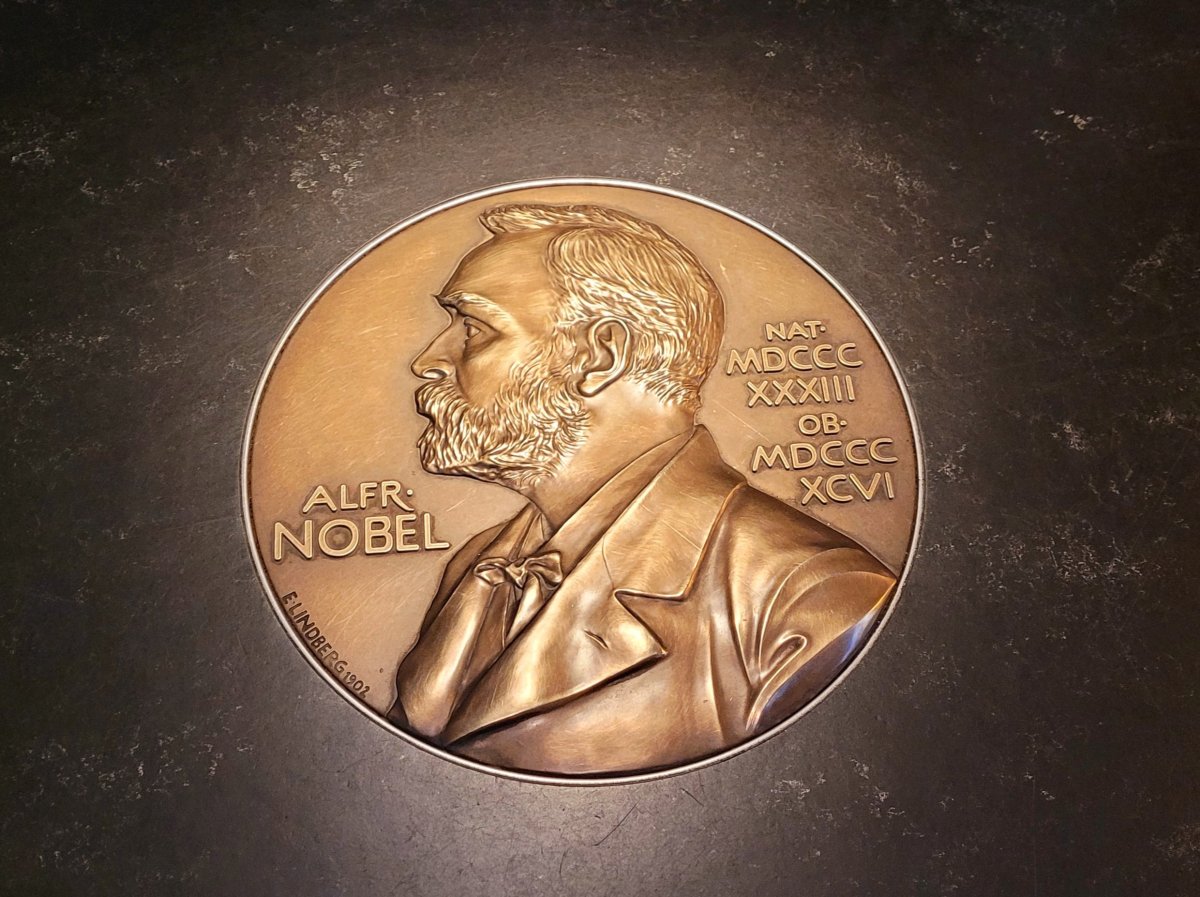 ALFR·
NOBEL
NAT·
MDCCC
XXXIII
OB·
MDCCC
XCVI
E·LINDBERG 1902